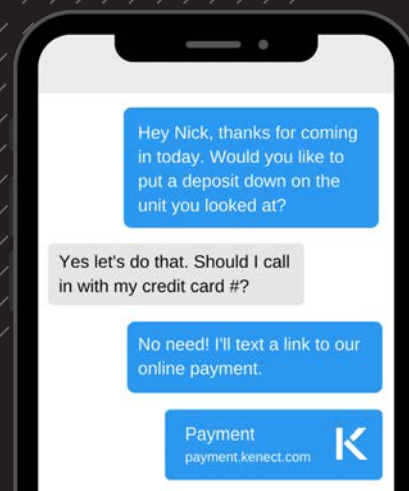 Hey Nick, thanks for coming
in today. Would you like to
put a deposit down on the
unit you looked at?
Yes let's do that. Should I call
in with my credit card #?
No need! I'll text a link to our
online payment.
Payment
payment.kenect.com
K